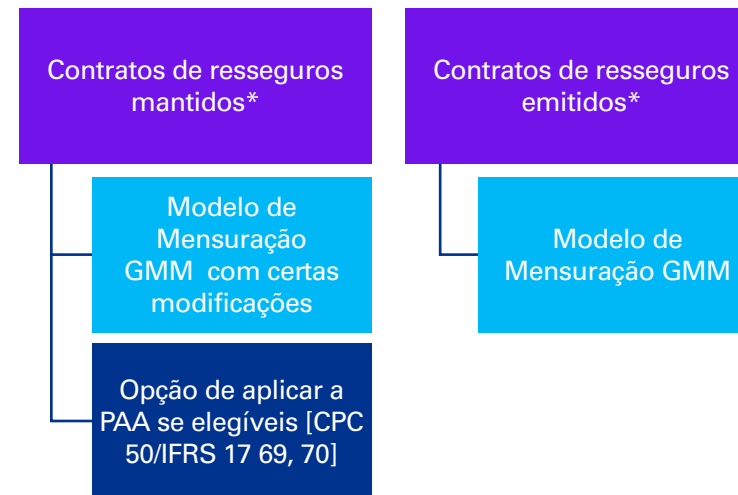 Contratos de resseguros
mantidos*
Modelo de
Mensuração
GMM com certas
modificações
Opção de aplicar a
PAA se elegíveis [CPC
50/IFRS 17 69, 70]
Contratos de resseguros
emitidos*
Modelo de
Mensuração GMM